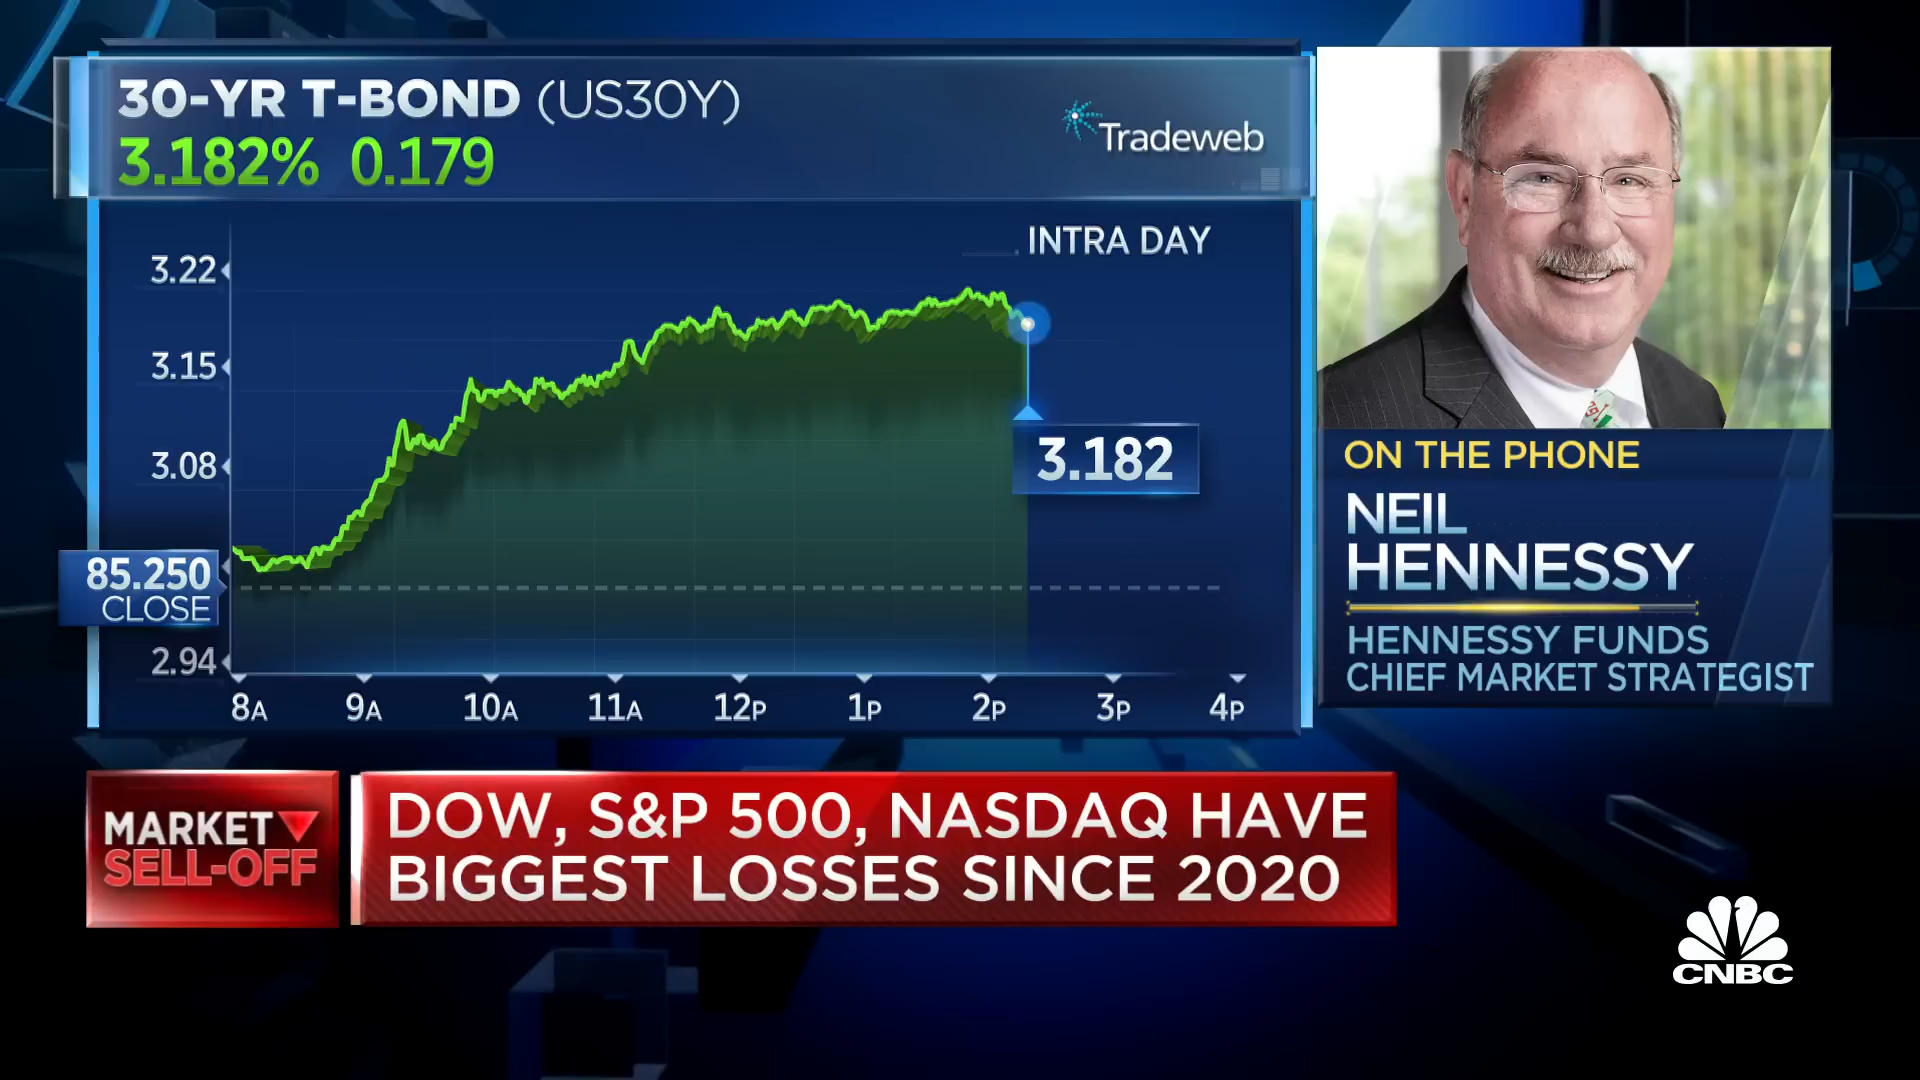 30-YR T-BOND (US30Y)
3.182% 0.179
Tradeweb
INTRA DAY
3.22
3.15
3.08
85.250
CLOSE
2.94
3.182
8A 9A 10A 11A 12P 1P 2P 3P 4P
ON THE PHONE
NEIL
HENNESSY
HENNESSY FUNDS
CHIEF MARKET STRATEGIST
MARKET
SELL-OFF
DOW, S&P 500, NASDAQ HAVE
BIGGEST LOSSES SINCE 2020
CNBC